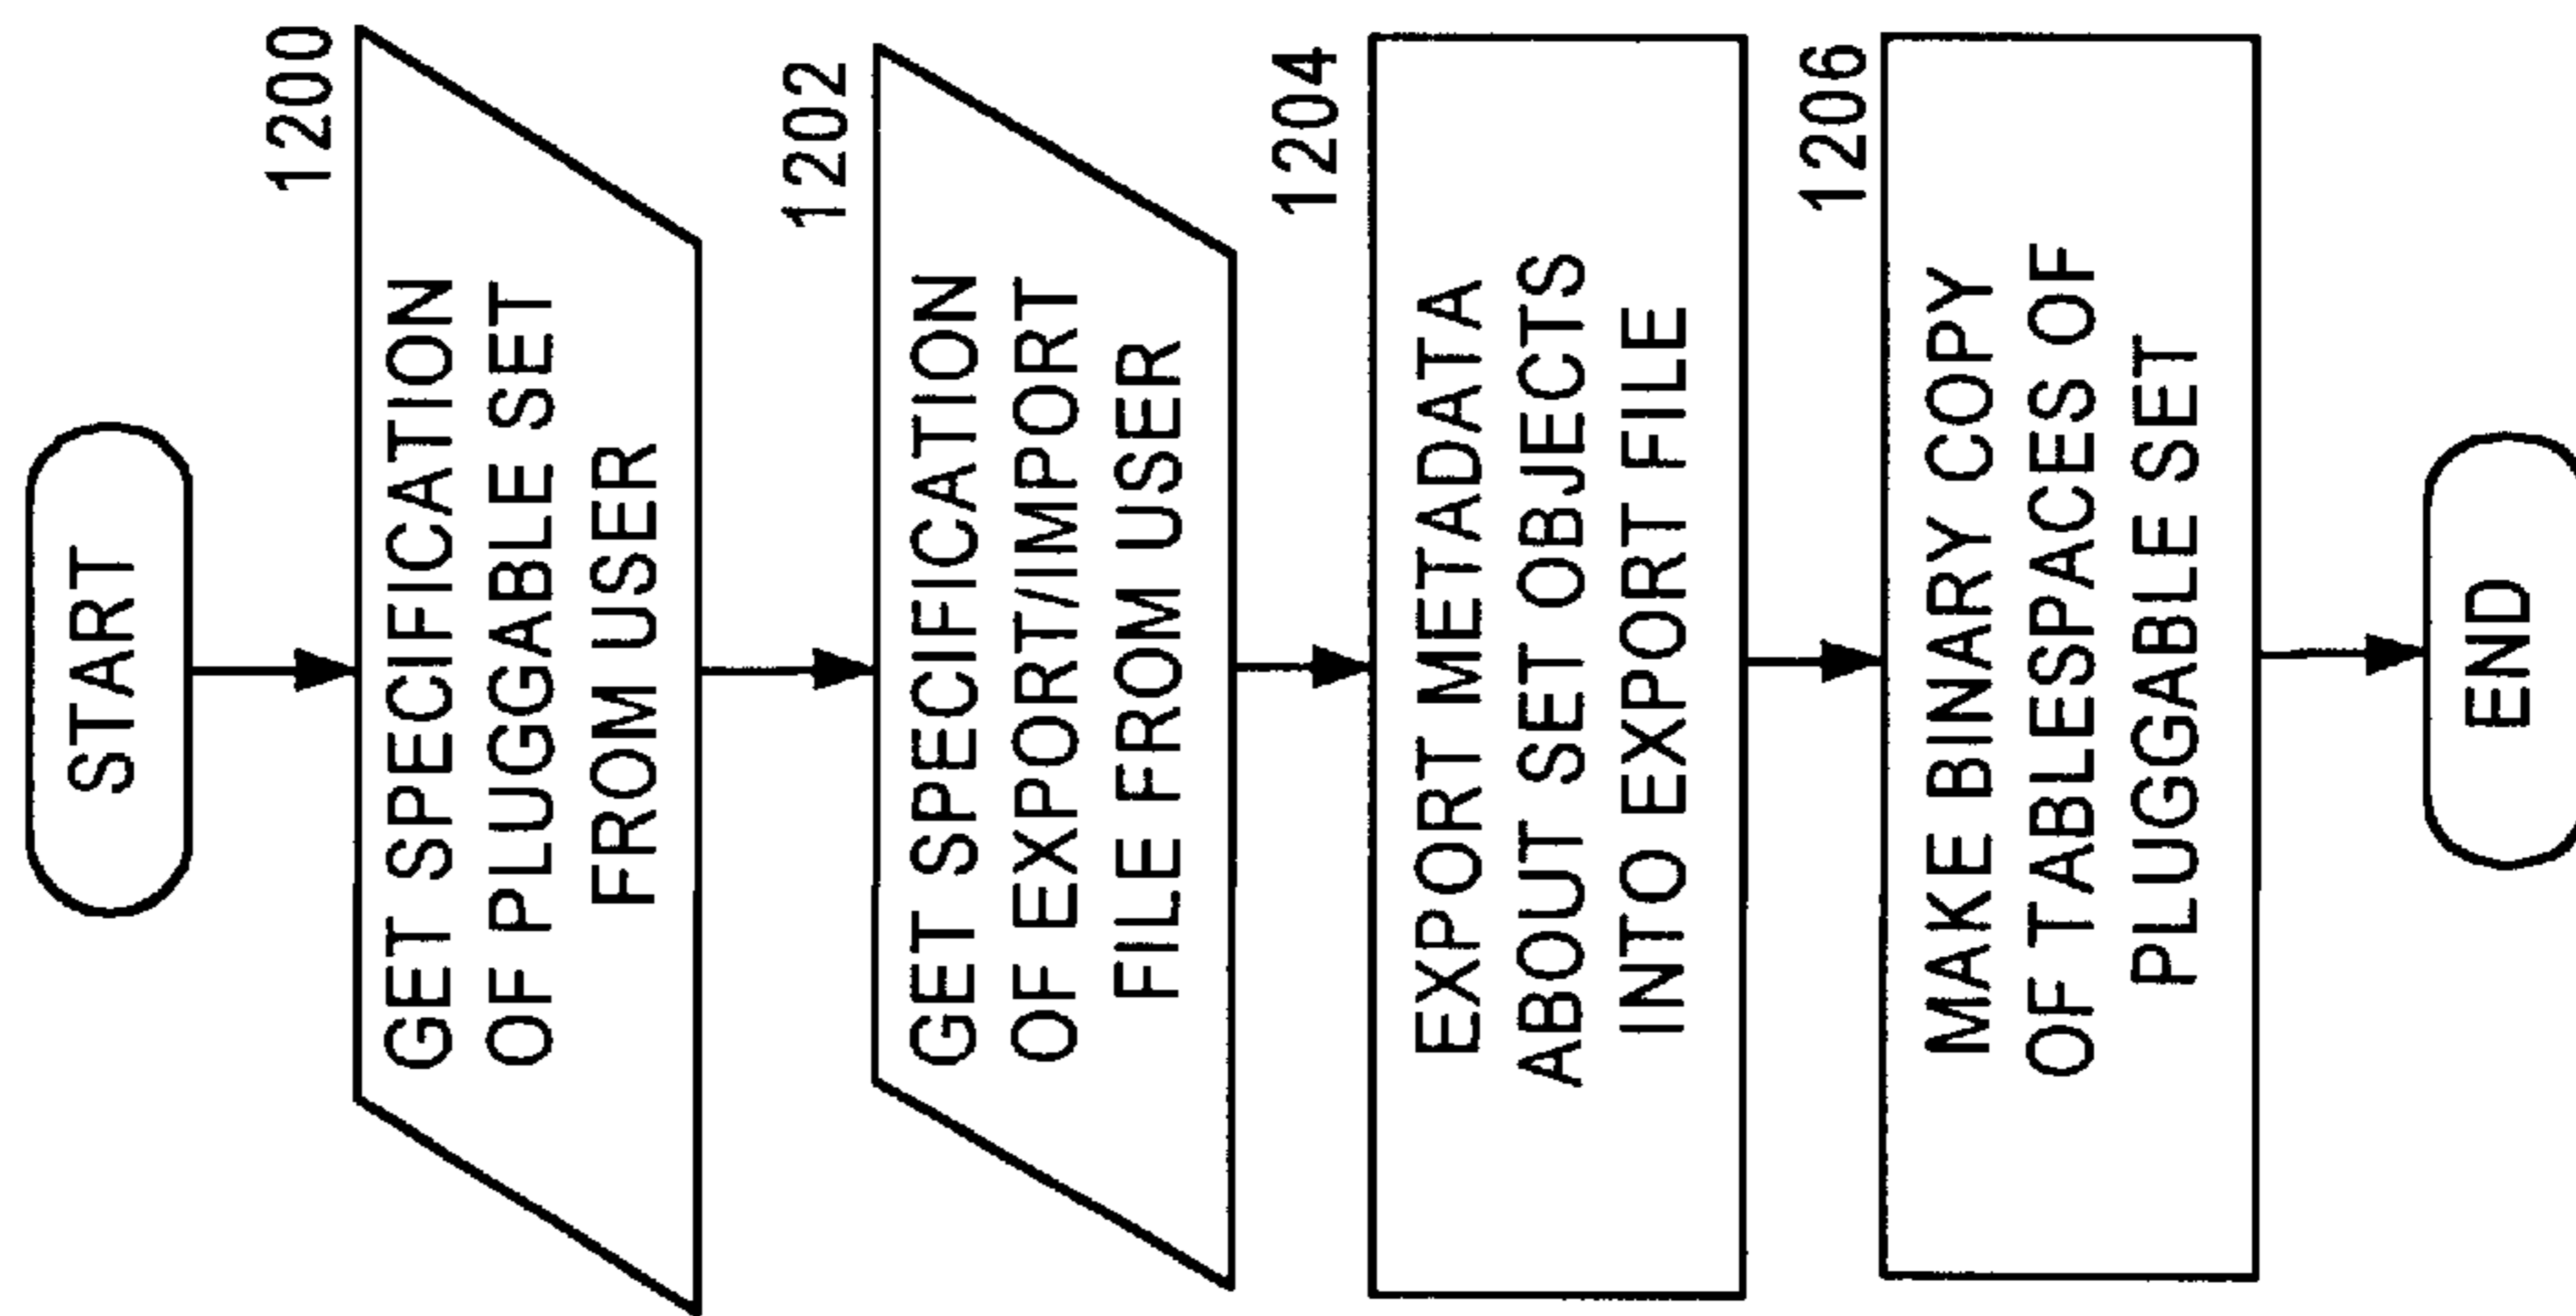 START
1200
GET SPECIFICATION
OF PLUGGABLE SET
FROM USER
1202
GET SPECIFICATION
OF EXPORT/IMPORT
FILE FROM USER
1204
EXPORT METADATA
ABOUT SET OBJECTS
INTO EXPORT FILE
1206
MAKE BINARY COPY
OF TABLESPACES OF
PLUGGABLE SET
END